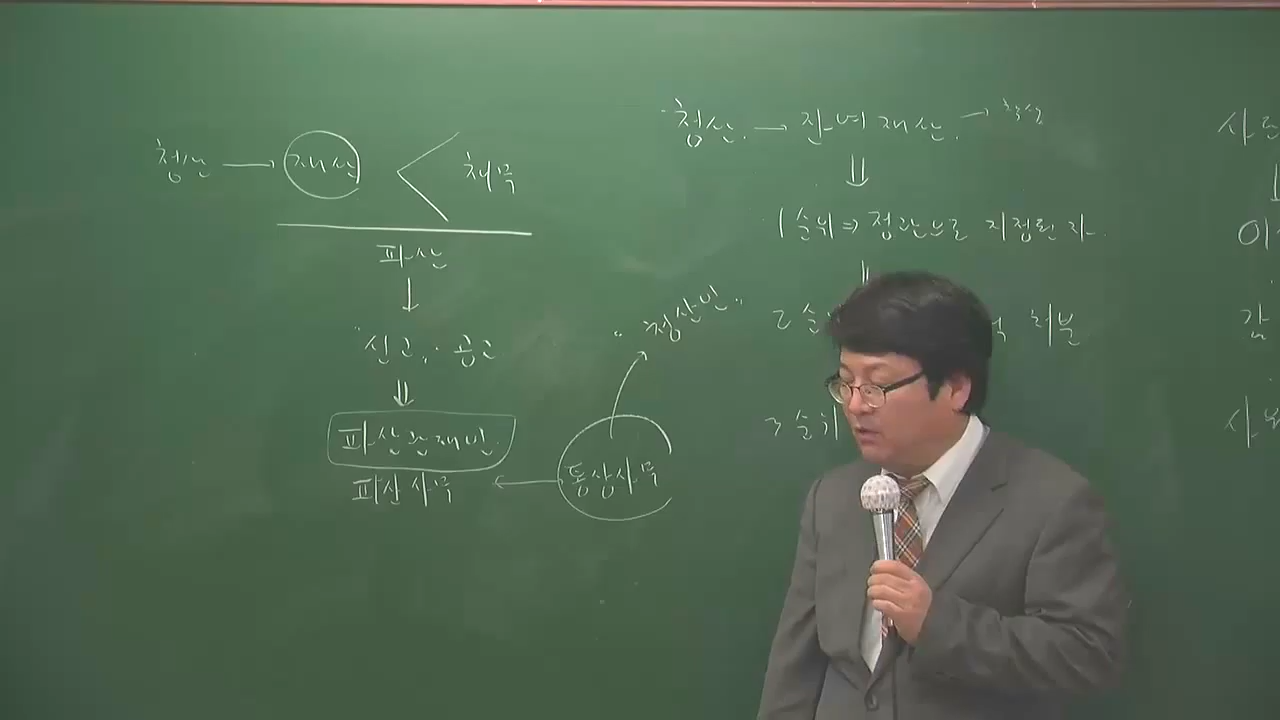 청산 → 재산 < 채무
파산
↓
신고, 공고
⇓
파산관재인
파산사무 ← 통상사무
"청산인"
청산 → 잔여재산 →
⇓
1순위 ⇒ 정관으로 지정된 자
2순 처분
3순위